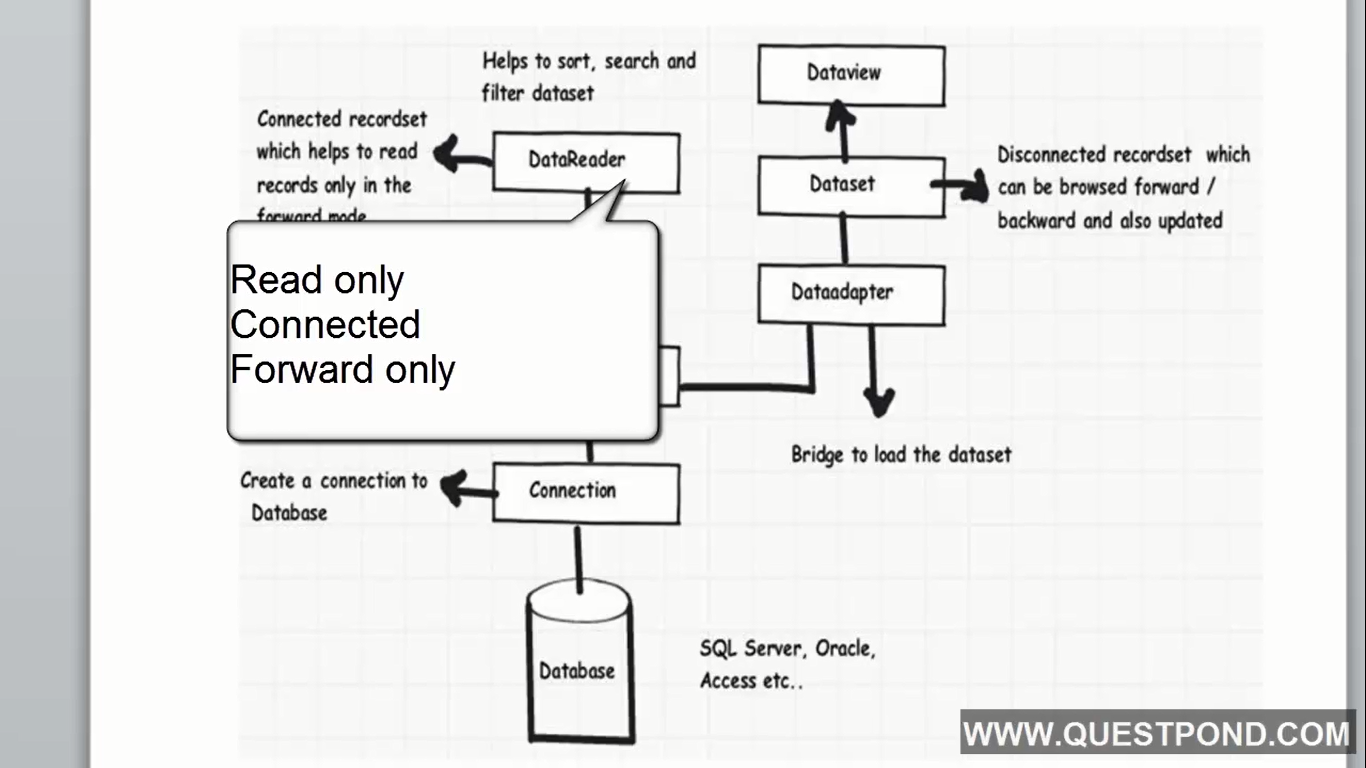 Helps to sort, search and
filter dataset
Dataview
Connected recordset
which helps to read
records only in the
forward mode
DataReader
Dataset
Disconnected recordset which
can be browsed forward /
backward and also updated
Read only
Connected
Forward only
Dataadapter
Bridge to load the dataset
Create a connection to
Database
Connection
Database
SQL Server, Oracle,
Access etc..
WWW.QUESTPOND.COM